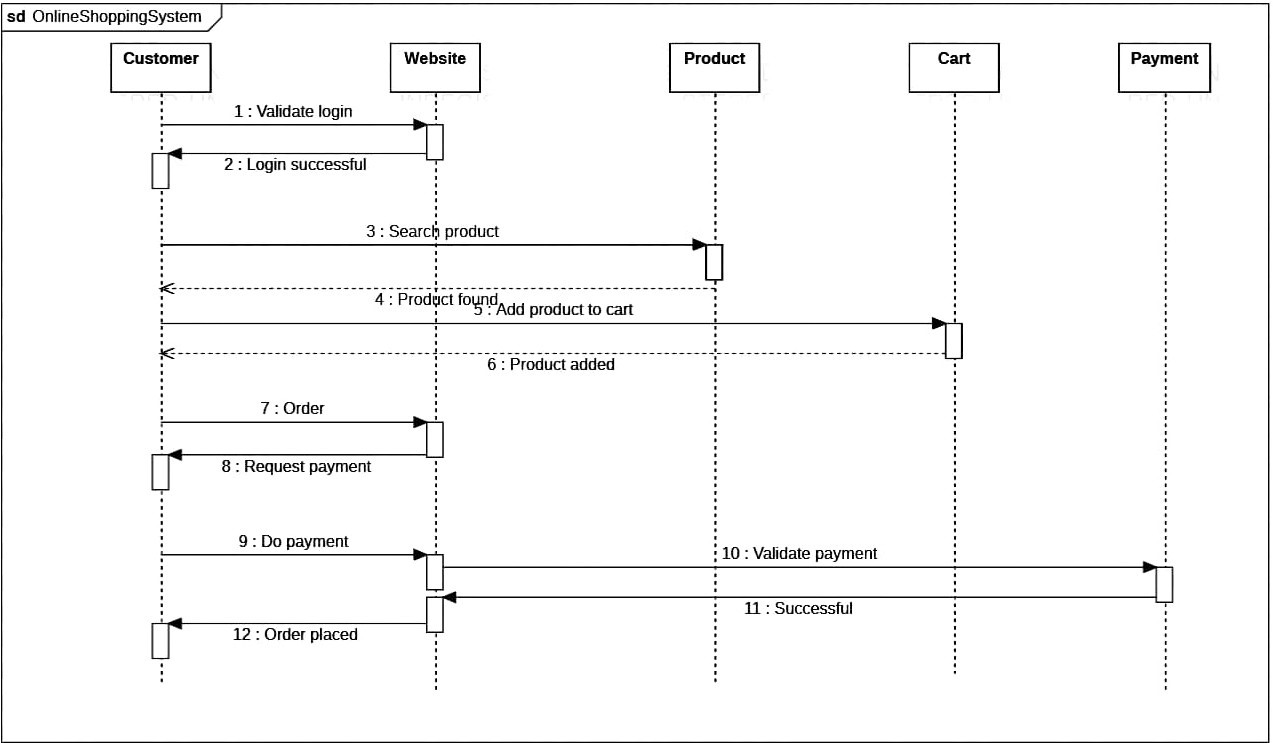 sd OnlineShoppingSystem
Customer
Website
Product
Cart
Payment
1 : Validate login
2 : Login successful
3 : Search product
4 : Product found
5 : Add product to cart
6 : Product added
7 : Order
8 : Request payment
9 : Do payment
10 : Validate payment
11 : Successful
12 : Order placed